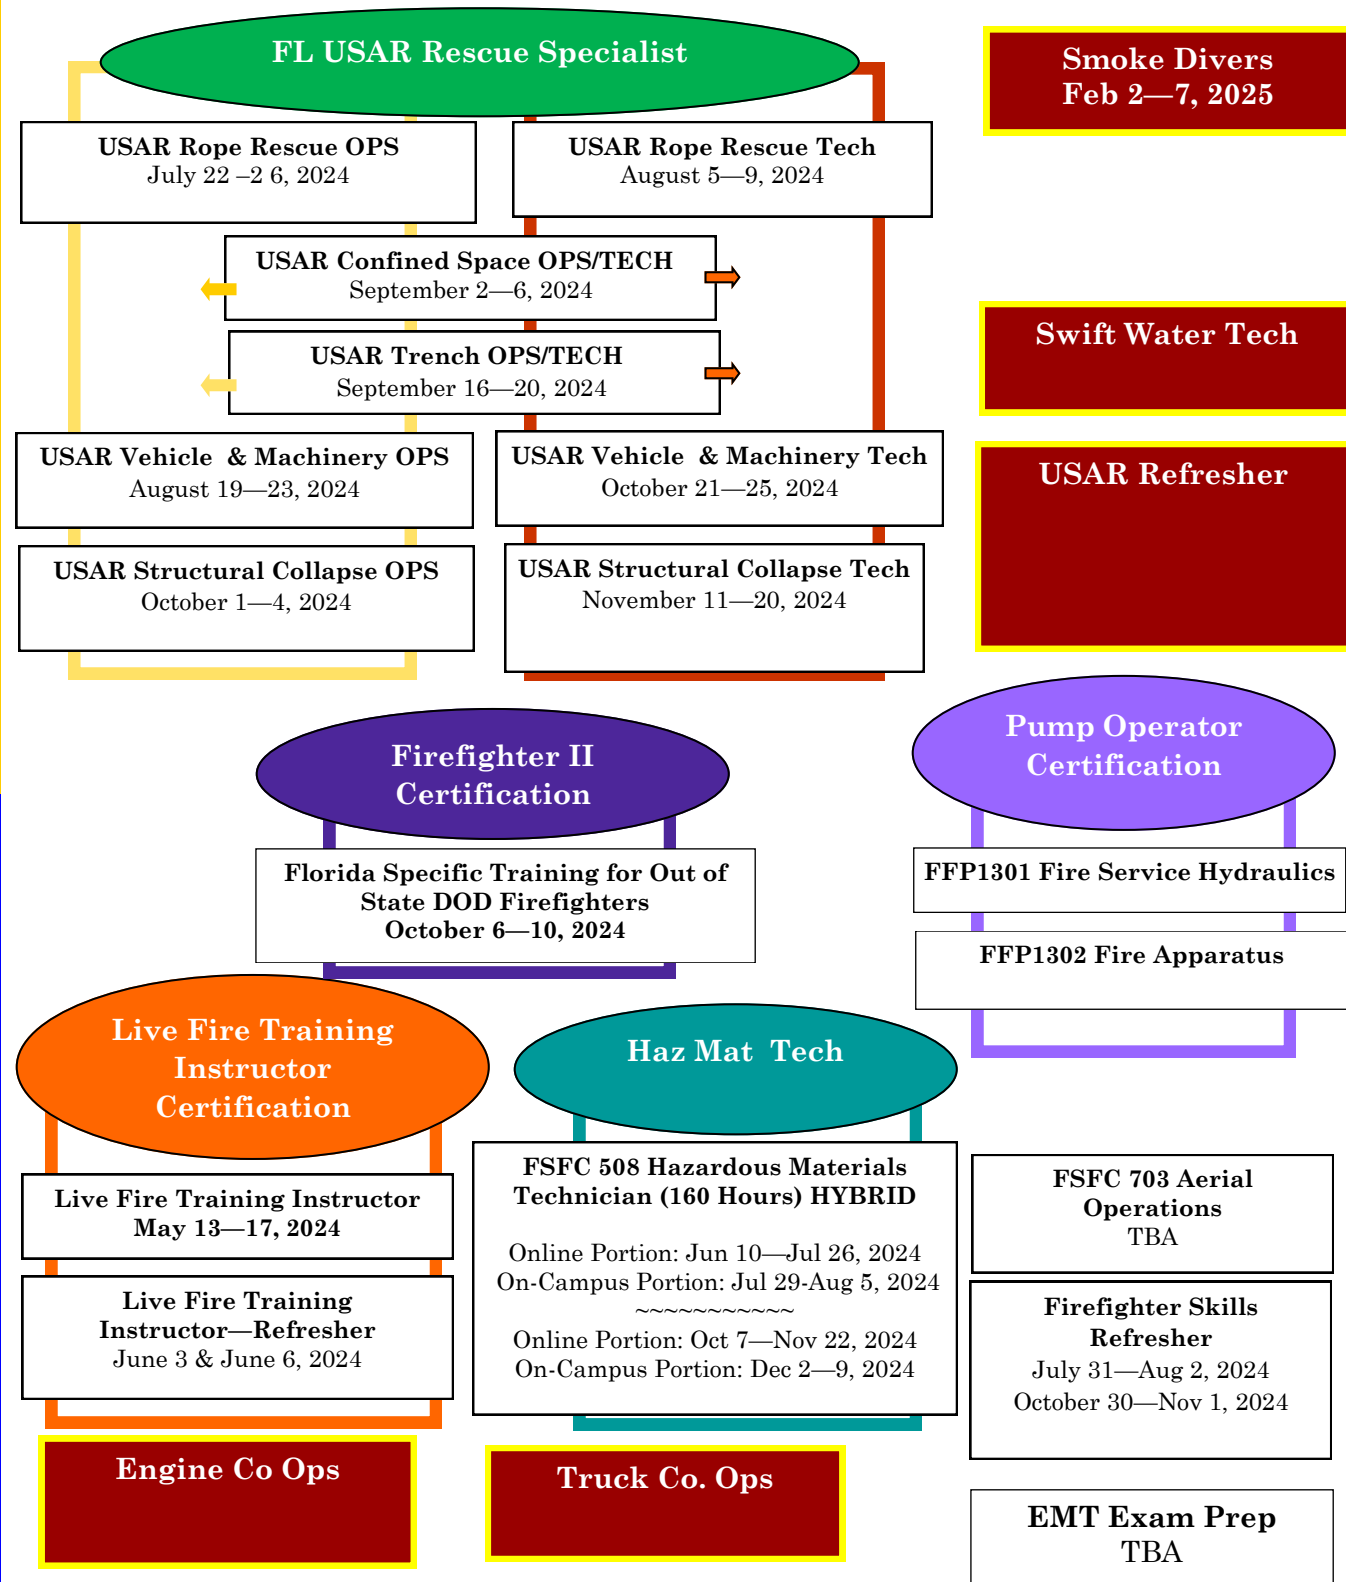 FL USAR Rescue Specialist
Smoke Divers
Feb 2—7, 2025
USAR Rope Rescue OPS
July 22 –2 6, 2024
USAR Rope Rescue Tech
August 5—9, 2024
USAR Confined Space OPS/TECH
September 2—6, 2024
USAR Trench OPS/TECH
September 16—20, 2024
Swift Water Tech
USAR Vehicle  & Machinery OPS
August 19—23, 2024
USAR Vehicle  & Machinery Tech
October 21—25, 2024
USAR Refresher
USAR Structural Collapse OPS
October 1—4, 2024
USAR Structural Collapse Tech
November 11—20, 2024
Firefighter II
Certification
Florida Specific Training for Out of
State DOD Firefighters
October 6—10, 2024
Pump Operator
Certification
FFP1301 Fire Service Hydraulics
FFP1302 Fire Apparatus
Live Fire Training
Instructor
Certification
Live Fire Training Instructor
May 13—17, 2024
Live Fire Training
Instructor—Refresher
June 3 & June 6, 2024
Haz Mat  Tech
FSFC 508 Hazardous Materials
Technician (160 Hours) HYBRID
Online Portion: Jun 10—Jul 26, 2024
On-Campus Portion: Jul 29-Aug 5, 2024
~~~~~~~~~~~
Online Portion: Oct 7—Nov 22, 2024
On-Campus Portion: Dec 2—9, 2024
FSFC 703 Aerial
Operations
TBA
Firefighter Skills
Refresher
July 31—Aug 2, 2024
October 30—Nov 1, 2024
Engine Co Ops
Truck Co. Ops
EMT Exam Prep
TBA